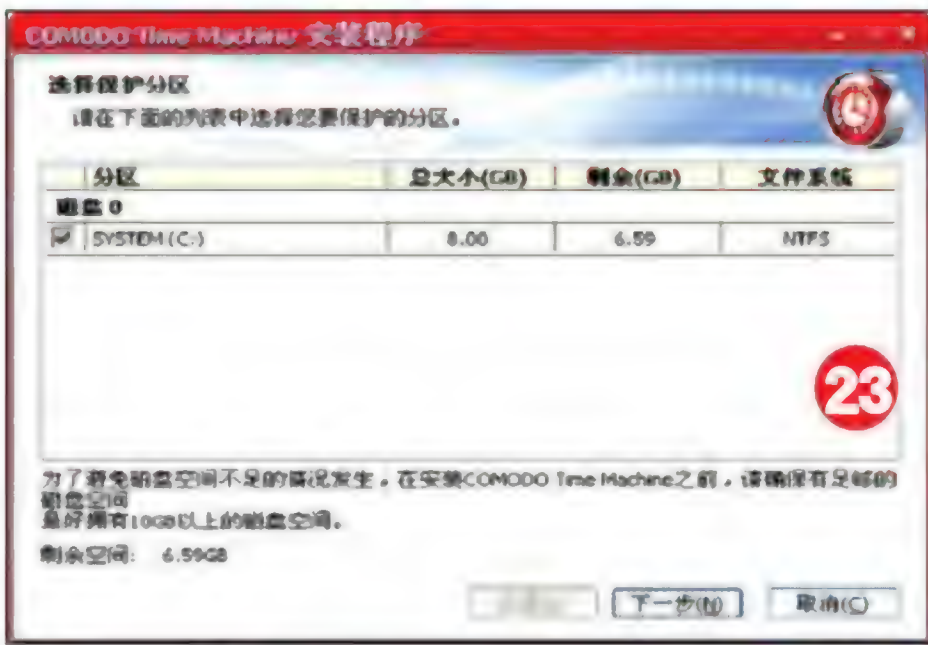 COMODO Time Machine 安装程序
选择保护分区
请在下面的列表中选择您要保护的分区。
分区 总大小(GB) 剩余(GB) 文件系统
磁盘 0
SYSTEM (C:) 8.00 6.59 NTFS
23
为了避免磁盘空间不足的情况发生，在安装COMODO Time Machine之前，请确保有足够的
磁盘空间
最好拥有10GB以上的磁盘空间。
剩余空间: 6.59GB
下一步(N) 取消(C)